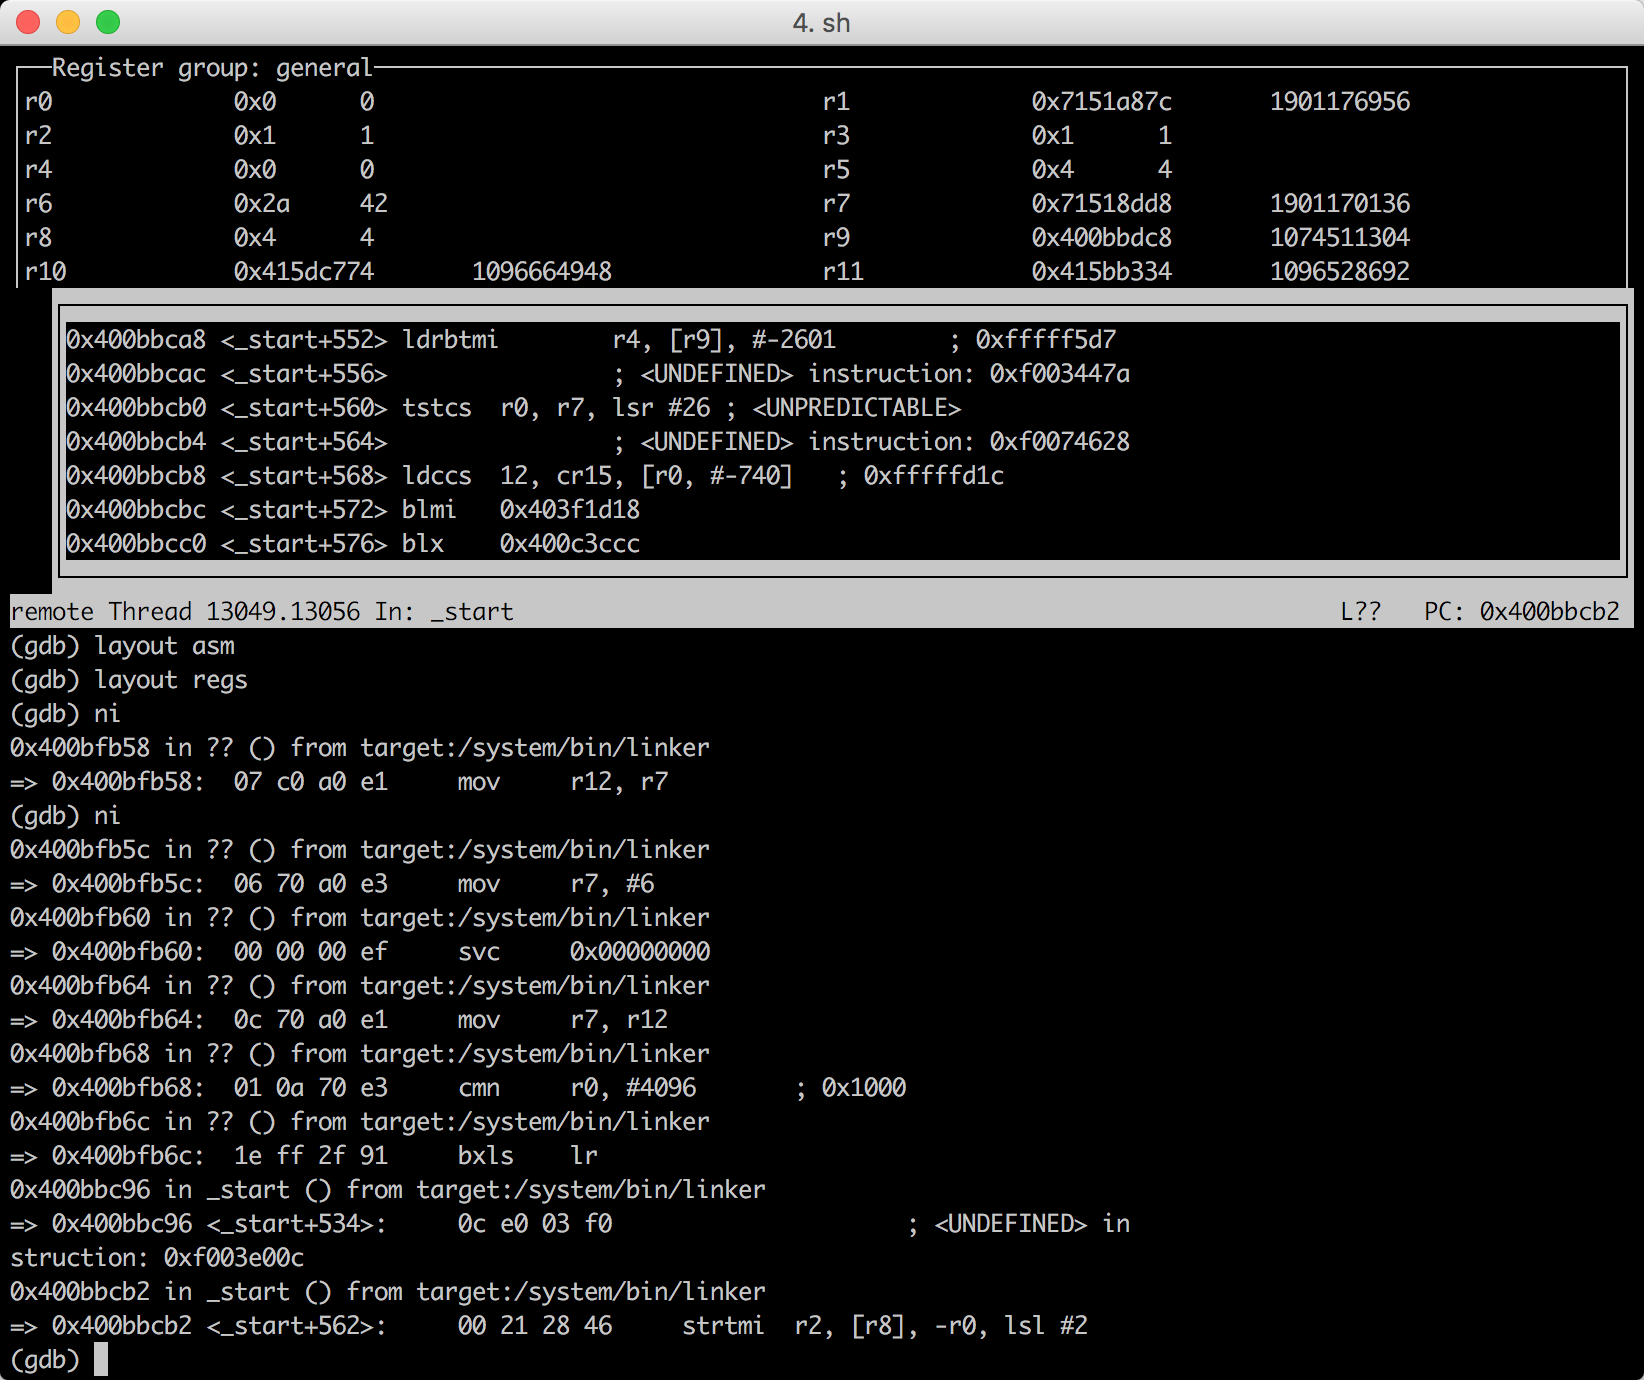 4. sh
Register group: general
r0 0x0 0 r1 0x7151a87c 1901176956
r2 0x1 1 r3 0x1 1
r4 0x0 0 r5 0x4 4
r6 0x2a 42 r7 0x71518dd8 1901170136
r8 0x4 4 r9 0x400bbdc8 1074511304
r10 0x415dc774 1096664948 r11 0x415bb334 1096528692
0x400bbca8 <_start+552> ldrbtmi r4, [r9], #-2601 ; 0xfffff5d7
0x400bbcac <_start+556> ; <UNDEFINED> instruction: 0xf003447a
0x400bbcb0 <_start+560> tstcs r0, r7, lsr #26 ; <UNPREDICTABLE>
0x400bbcb4 <_start+564> ; <UNDEFINED> instruction: 0xf0074628
0x400bbcb8 <_start+568> ldccs 12, cr15, [r0, #-740] ; 0xfffffd1c
0x400bbcbc <_start+572> blmi 0x403f1d18
0x400bbcc0 <_start+576> blx 0x400c3ccc
remote Thread 13049.13056 In: _start L?? PC: 0x400bbcb2
(gdb) layout asm
(gdb) layout regs
(gdb) ni
0x400bfb58 in ?? () from target:/system/bin/linker
=> 0x400bfb58: 07 c0 a0 e1 mov r12, r7
(gdb) ni
0x400bfb5c in ?? () from target:/system/bin/linker
=> 0x400bfb5c: 06 70 a0 e3 mov r7, #6
0x400bfb60 in ?? () from target:/system/bin/linker
=> 0x400bfb60: 00 00 00 ef svc 0x00000000
0x400bfb64 in ?? () from target:/system/bin/linker
=> 0x400bfb64: 0c 70 a0 e1 mov r7, r12
0x400bfb68 in ?? () from target:/system/bin/linker
=> 0x400bfb68: 01 0a 70 e3 cmn r0, #4096 ; 0x1000
0x400bfb6c in ?? () from target:/system/bin/linker
=> 0x400bfb6c: 1e ff 2f 91 bxls lr
0x400bbc96 in _start () from target:/system/bin/linker
=> 0x400bbc96 <_start+534>: 0c e0 03 f0 ; <UNDEFINED> in
struction: 0xf003e00c
0x400bbcb2 in _start () from target:/system/bin/linker
=> 0x400bbcb2 <_start+562>: 00 21 28 46 strtmi r2, [r8], -r0, lsl #2
(gdb)